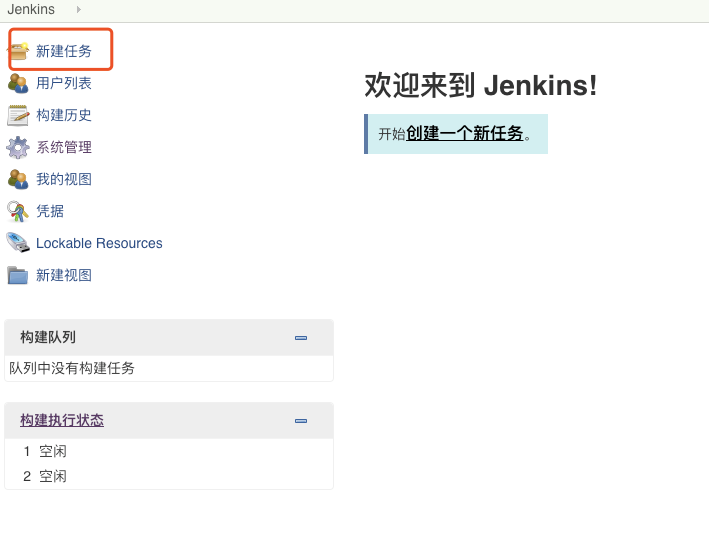 Jenkins
新建任务
用户列表
构建历史
系统管理
我的视图
凭据
Lockable Resources
新建视图
构建队列
队列中没有构建任务
构建执行状态
1 空闲
2 空闲
欢迎来到 Jenkins!
开始创建一个新任务。